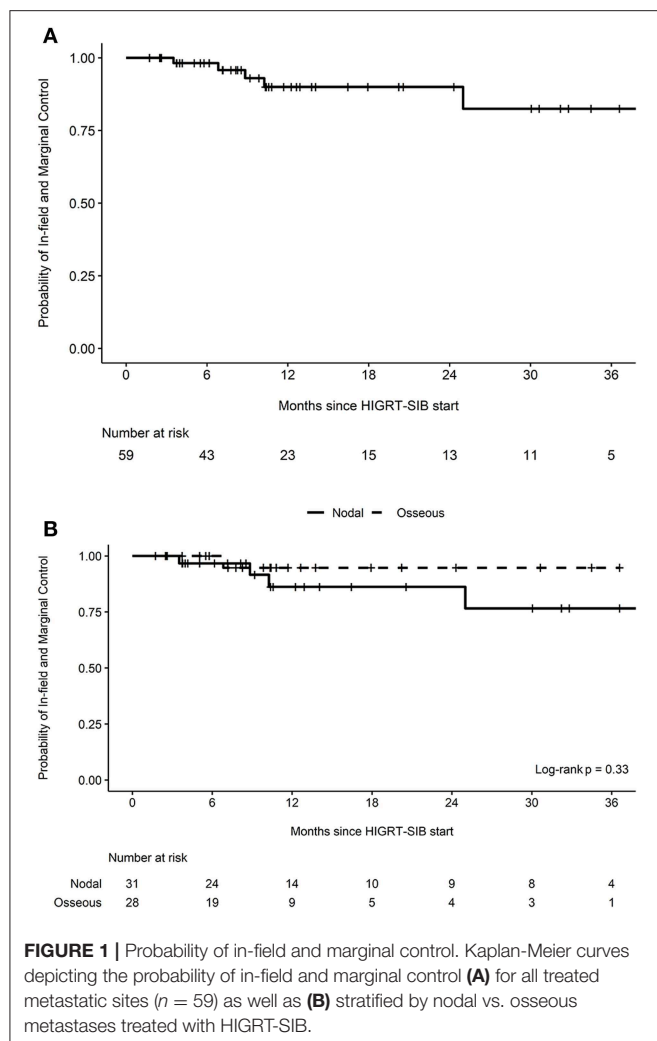 A
Probability of In-field and Marginal Control
1.00
0.75
0.50
0.25
0.00
0 6 12 18 24 30 36
Months since HIGRT-SIB start
Number at risk
59 43 23 15 13 11 5
Nodal Osseous
B
Probability of In-field and Marginal Control
1.00
0.75
0.50
0.25
0.00
Log-rank p = 0.33
0 6 12 18 24 30 36
Months since HIGRT-SIB start
Number at risk
Nodal 31 24 14 10 9 8 4
Osseous 28 19 9 5 4 3 1
FIGURE 1 | Probability of in-field and marginal control. Kaplan-Meier curves
depicting the probability of in-field and marginal control (A) for all treated
metastatic sites (n = 59) as well as (B) stratified by nodal vs. osseous
metastases treated with HIGRT-SIB.